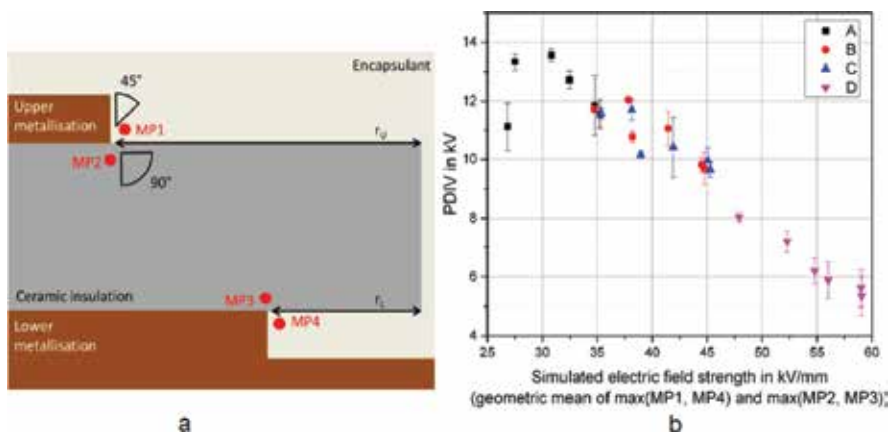 Encapsulant
45°
Upper
metallisation
MP1
r_U
MP2
90°
Ceramic insulation
MP3
r_L
MP4
Lower
metallisation
a
PDIV in kV
14
12
10
8
6
4
25 30 35 40 45 50 55 60
A
B
C
D
Simulated electric field strength in kV/mm
(geometric mean of max(MP1, MP4) and max(MP2, MP3))
b